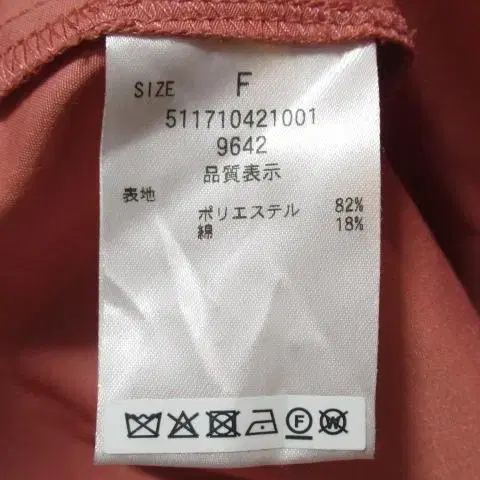 SIZE F
511710421001
9642
品質表示
表地
ポリエステル 82%
綿 18%
F
W